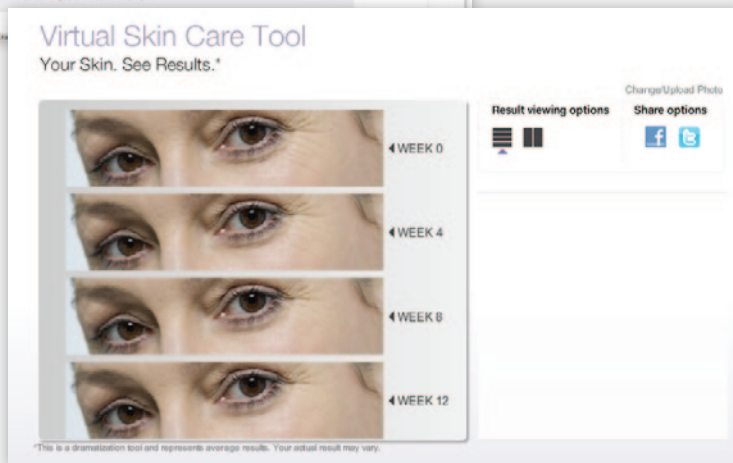 Virtual Skin Care Tool
Your Skin. See Results.*
Change/Upload Photo
Result viewing options
Share options
WEEK 0
WEEK 4
WEEK 8
WEEK 12
*This is a dramatization tool and represents average results. Your actual result may vary.